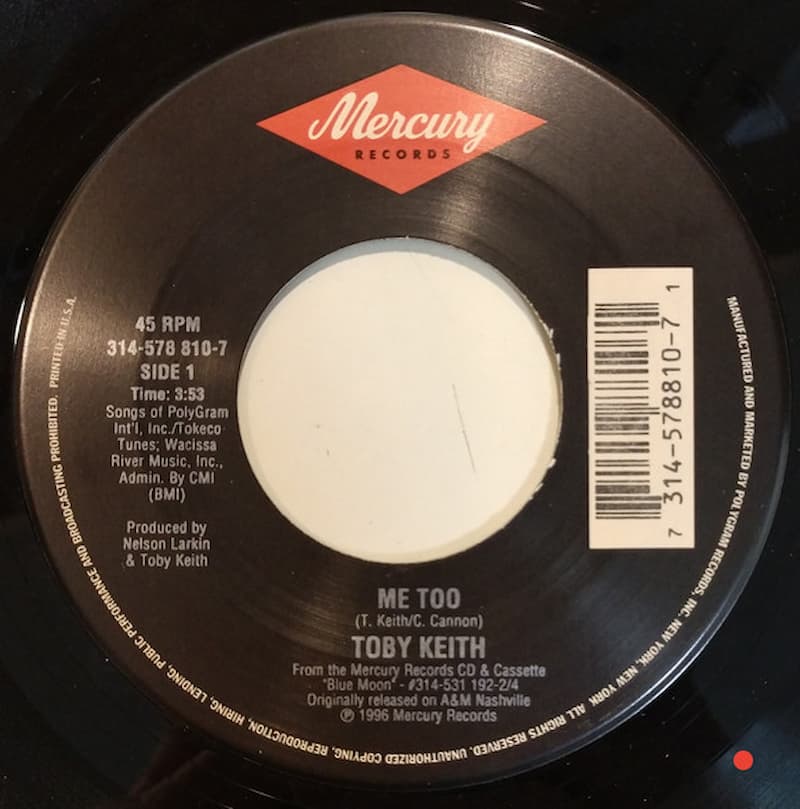 Mercury
RECORDS
45 RPM
314-578 810-7
SIDE 1
Time: 3:53
Songs of PolyGram
Int'l, Inc./Tokeco
Tunes; Wacissa
River Music, Inc.,
Admin. By CMI
(BMI)
Produced by
Nelson Larkin
& Toby Keith
7 314-578810-7 1
ME TOO
(T. Keith/C. Cannon)
TOBY KEITH
From the Mercury Records CD & Cassette
"Blue Moon" - #314-531 192-2/4
Originally released on A&M Nashville
℗ 1996 Mercury Records
MANUFACTURED AND MARKETED BY POLYGRAM RECORDS, INC. NEW YORK, NEW YORK ALL RIGHTS RESERVED. UNAUTHORIZED COPYING, REPRODUCTION, HIRING, LENDING, PUBLIC PERFORMANCE AND BROADCASTING PROHIBITED. PRINTED IN U.S.A.